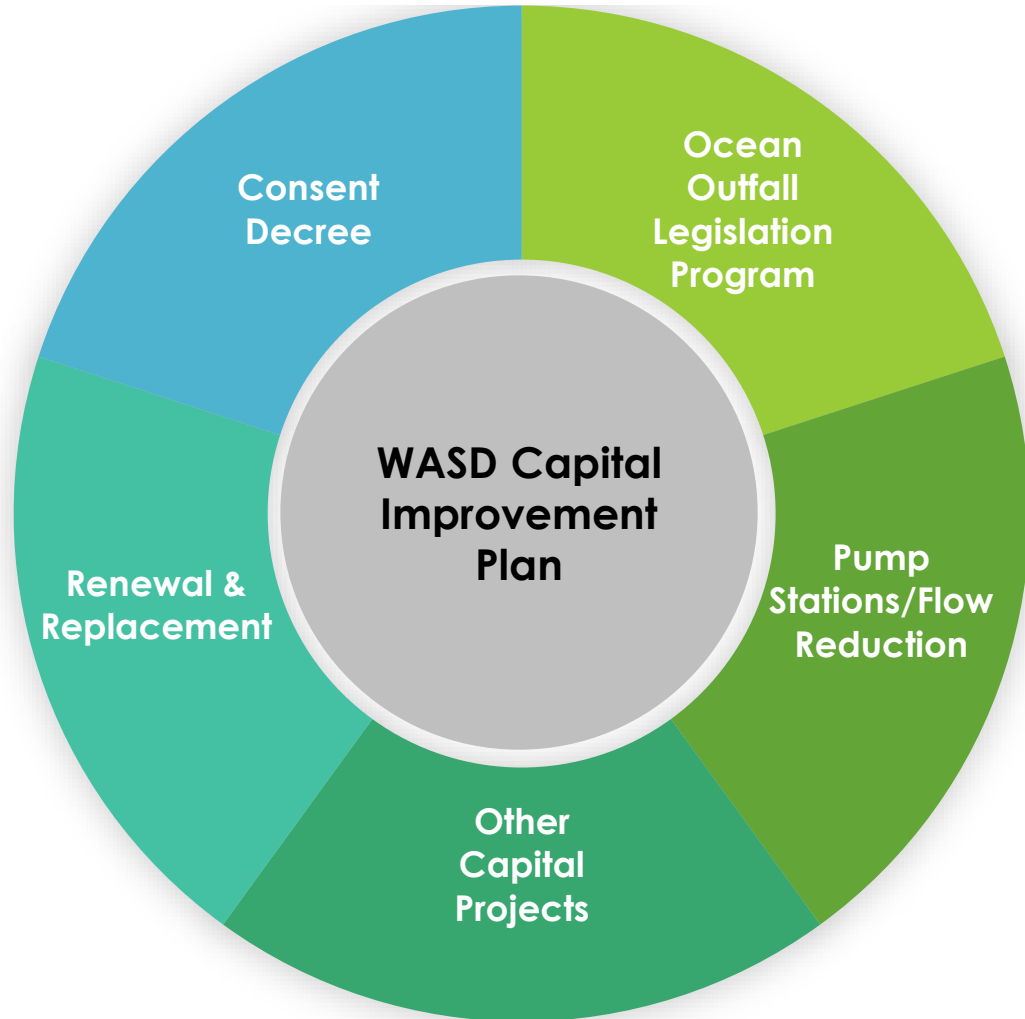 Ocean
Outfall
Legislation
Program
Consent
Decree
WASD Capital
Improvement
Plan
Pump
Stations/Flow
Reduction
Renewal &
Replacement
Other
Capital
Projects